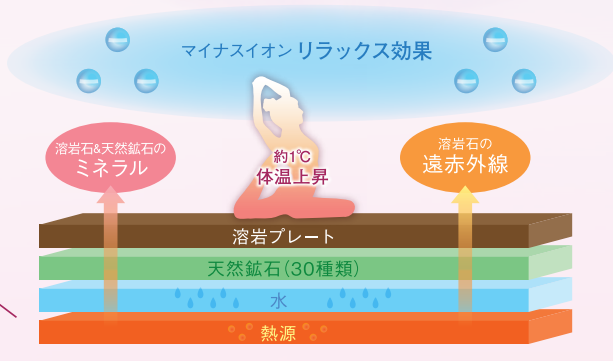 マイナスイオン リラックス効果
溶岩石&天然鉱石の
ミネラル
約1℃
体温上昇
溶岩石の
遠赤外線
溶岩プレート
天然鉱石(30種類)
水
熱源